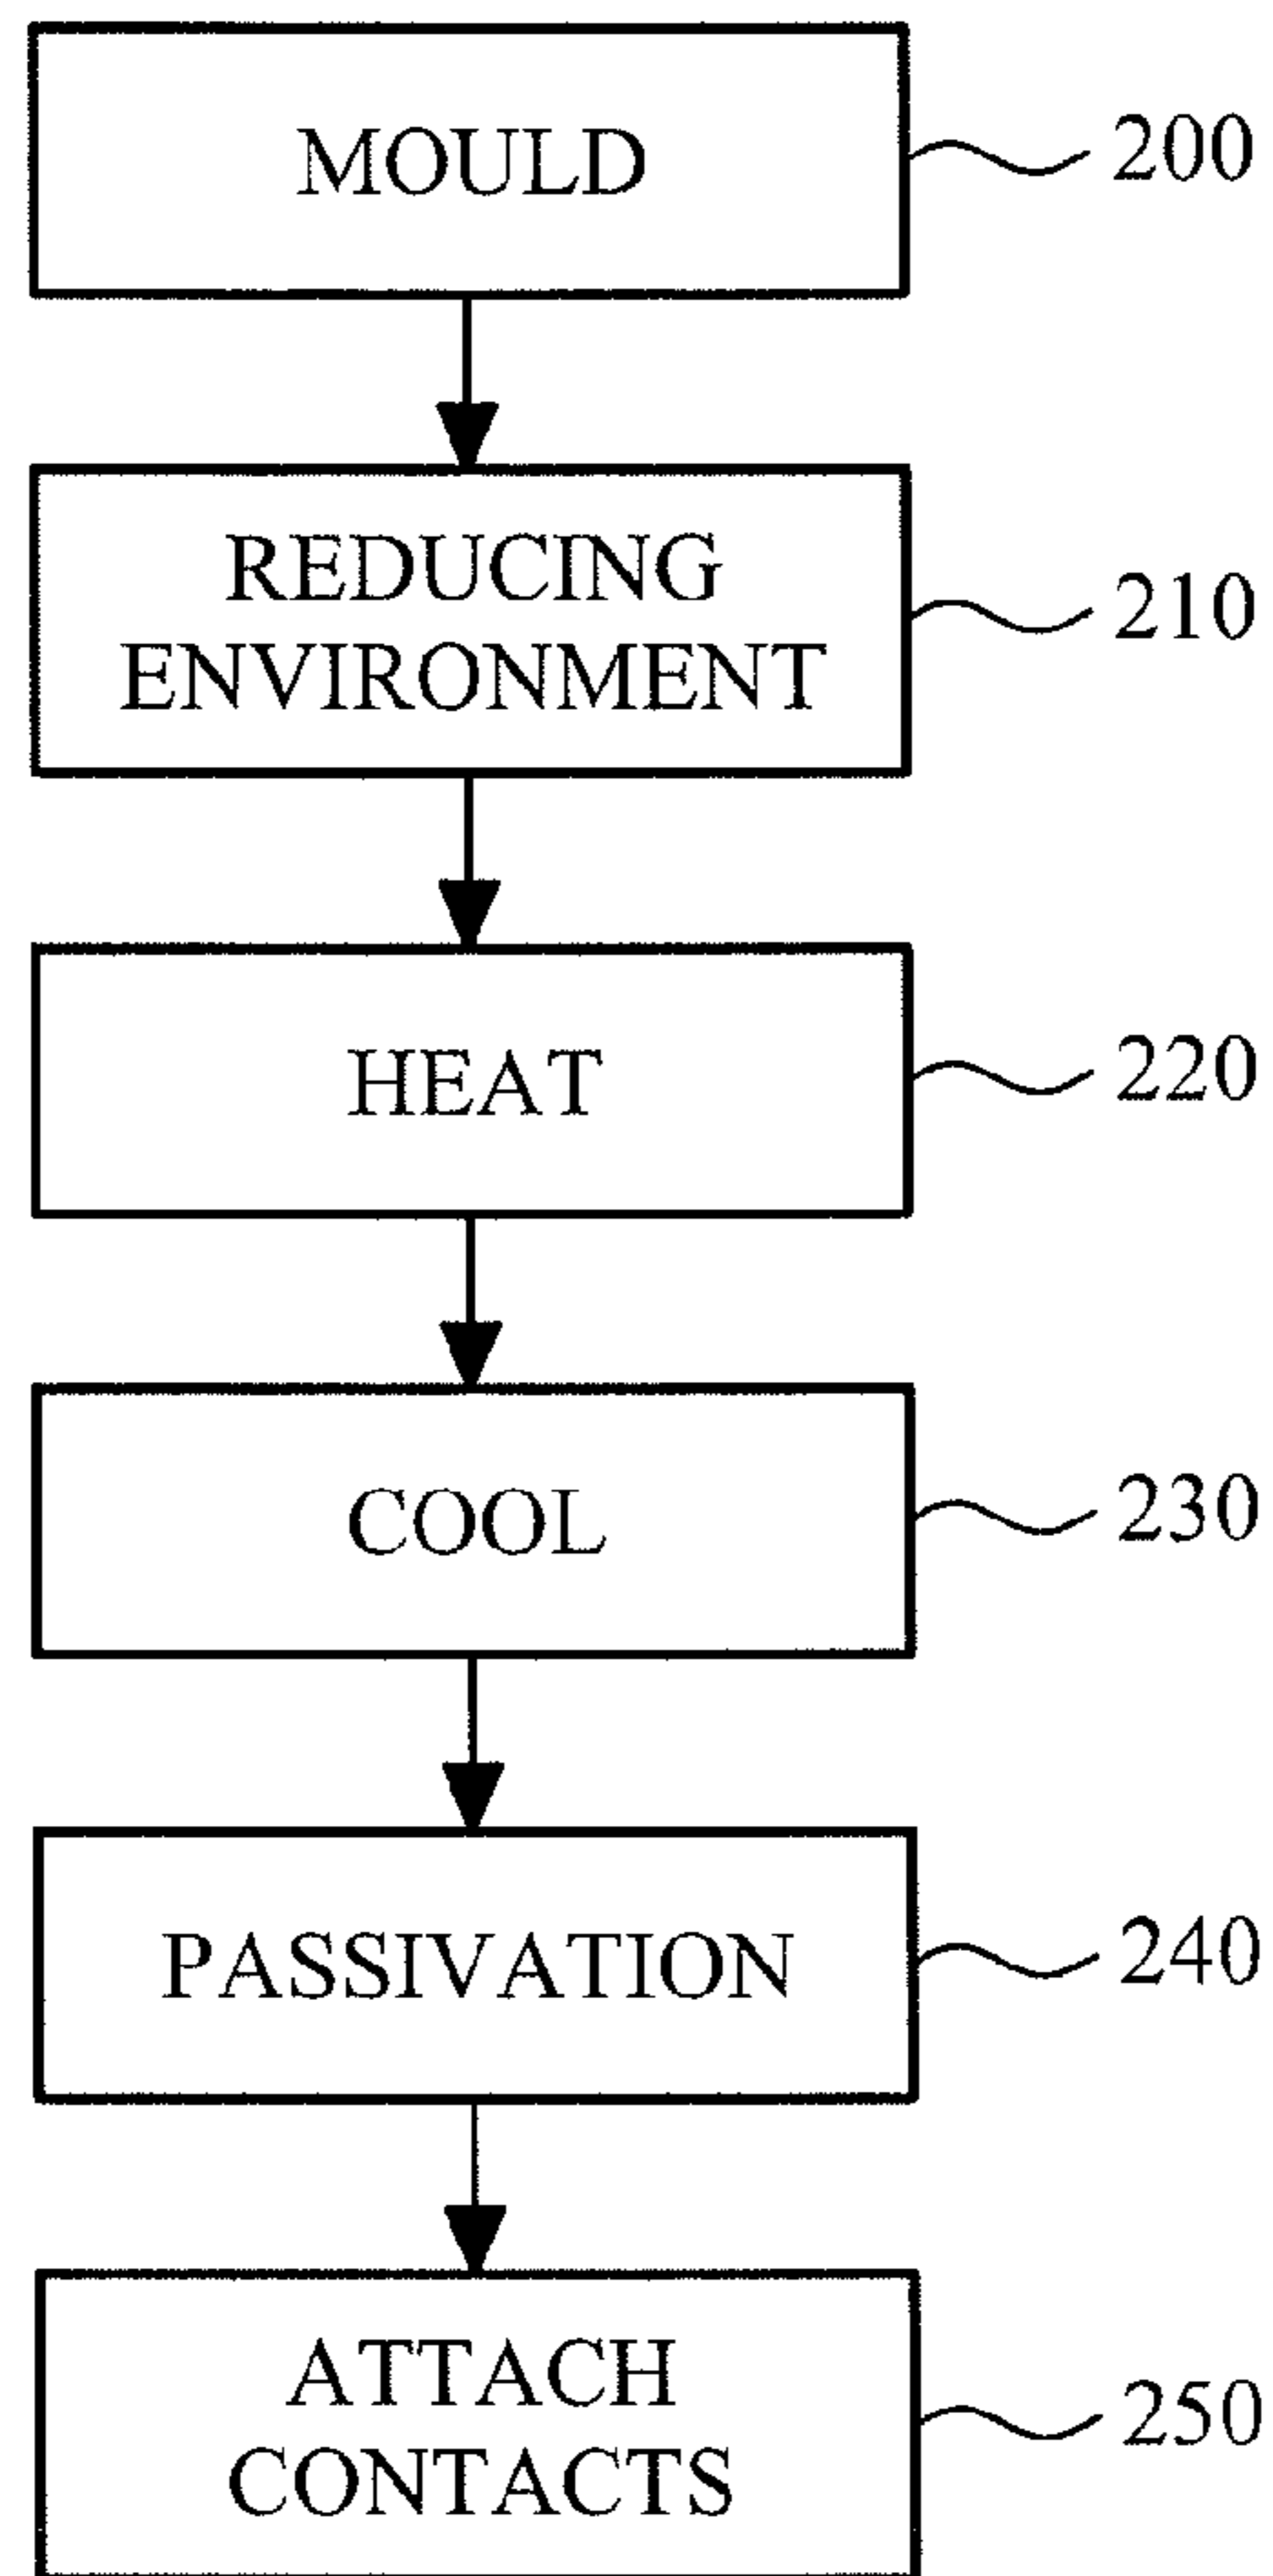 MOULD
200
REDUCING
ENVIRONMENT
210
HEAT
220
COOL
230
PASSIVATION
240
ATTACH
CONTACTS
250